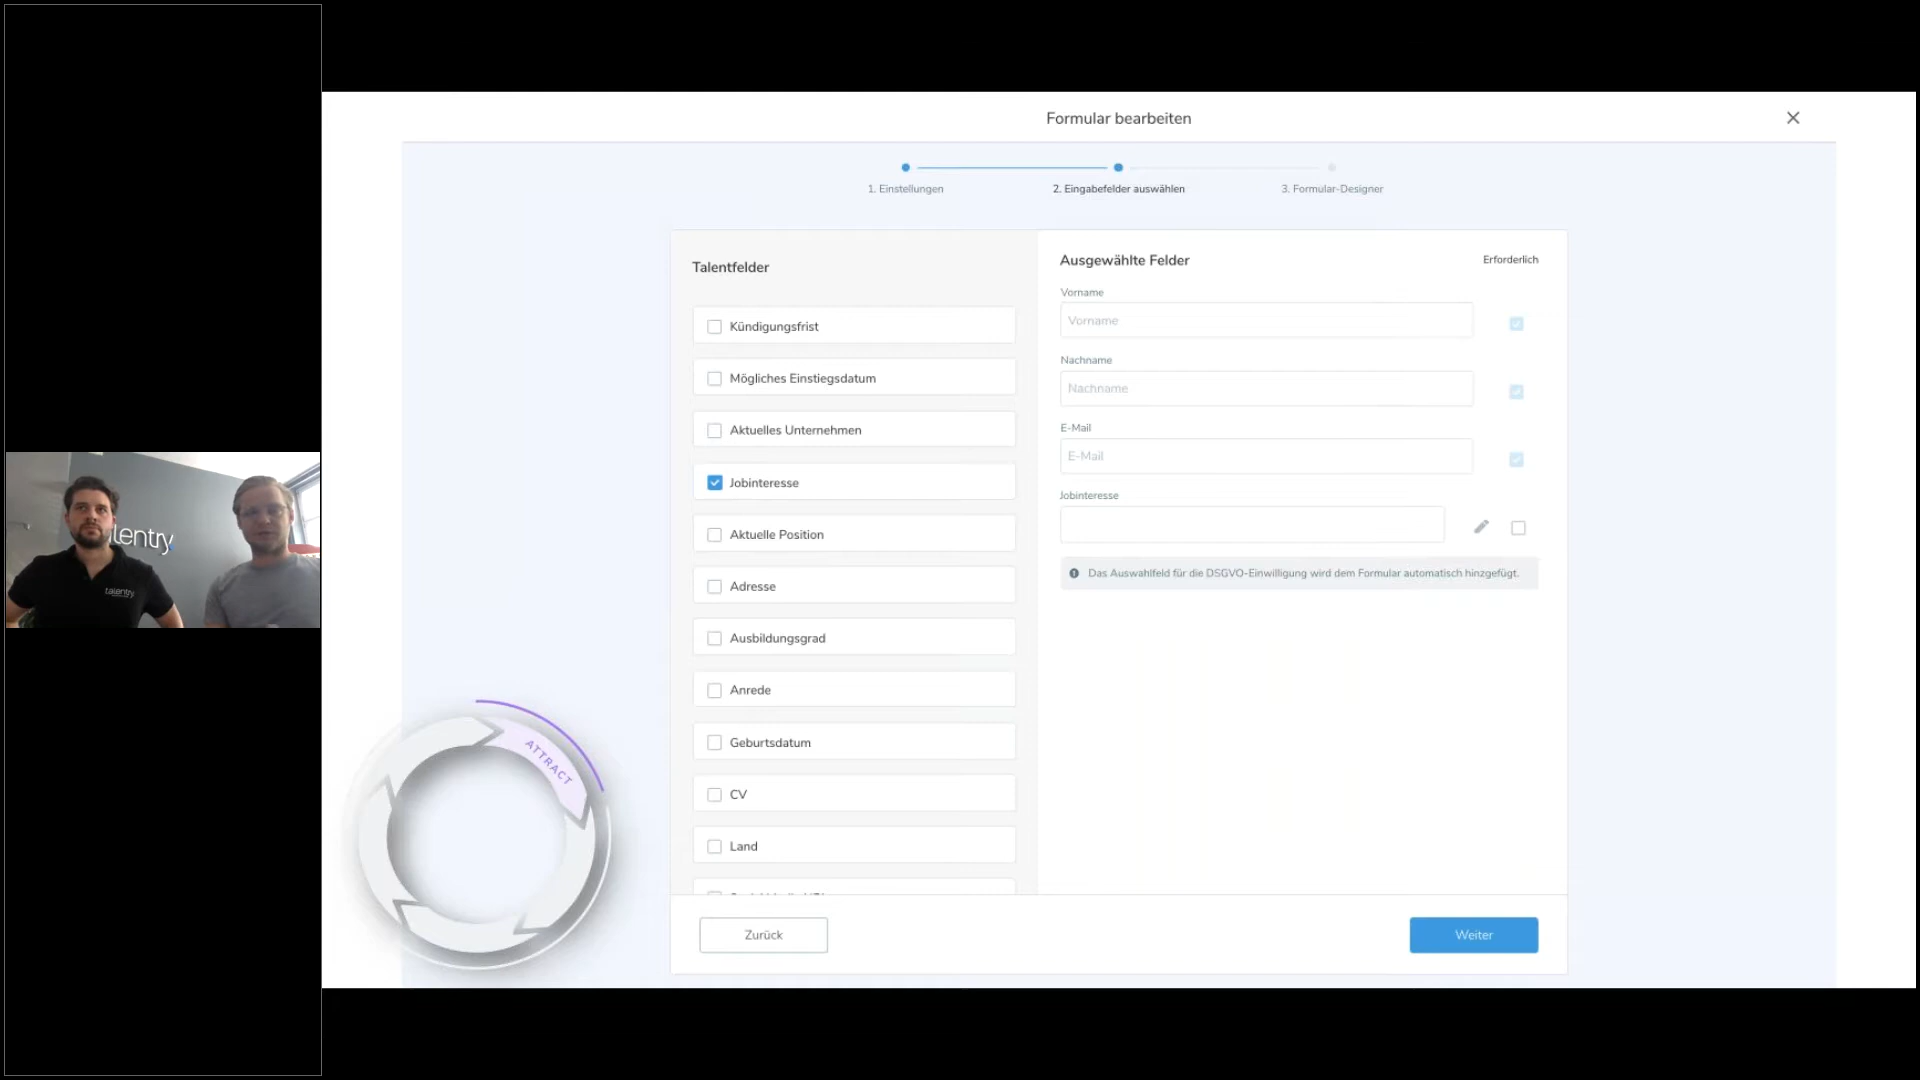 Formular bearbeiten
1. Einstellungen
2. Eingabefelder auswählen
3. Formular-Designer
Talentfelder
Kündigungsfrist
Mögliches Einstiegsdatum
Aktuelles Unternehmen
Jobinteresse
Aktuelle Position
Adresse
Ausbildungsgrad
Anrede
Geburtsdatum
CV
Land
Ausgewählte Felder
Erforderlich
Vorname
Vorname
Nachname
Nachname
E-Mail
E-Mail
Jobinteresse
Das Auswahlfeld für die DSGVO-Einwilligung wird dem Formular automatisch hinzgefügt.
Zurück
Weiter
ATTRACT
lentry
talentry